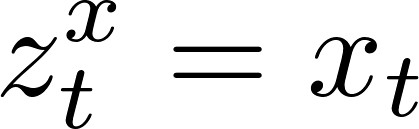 z_t^x = x_t